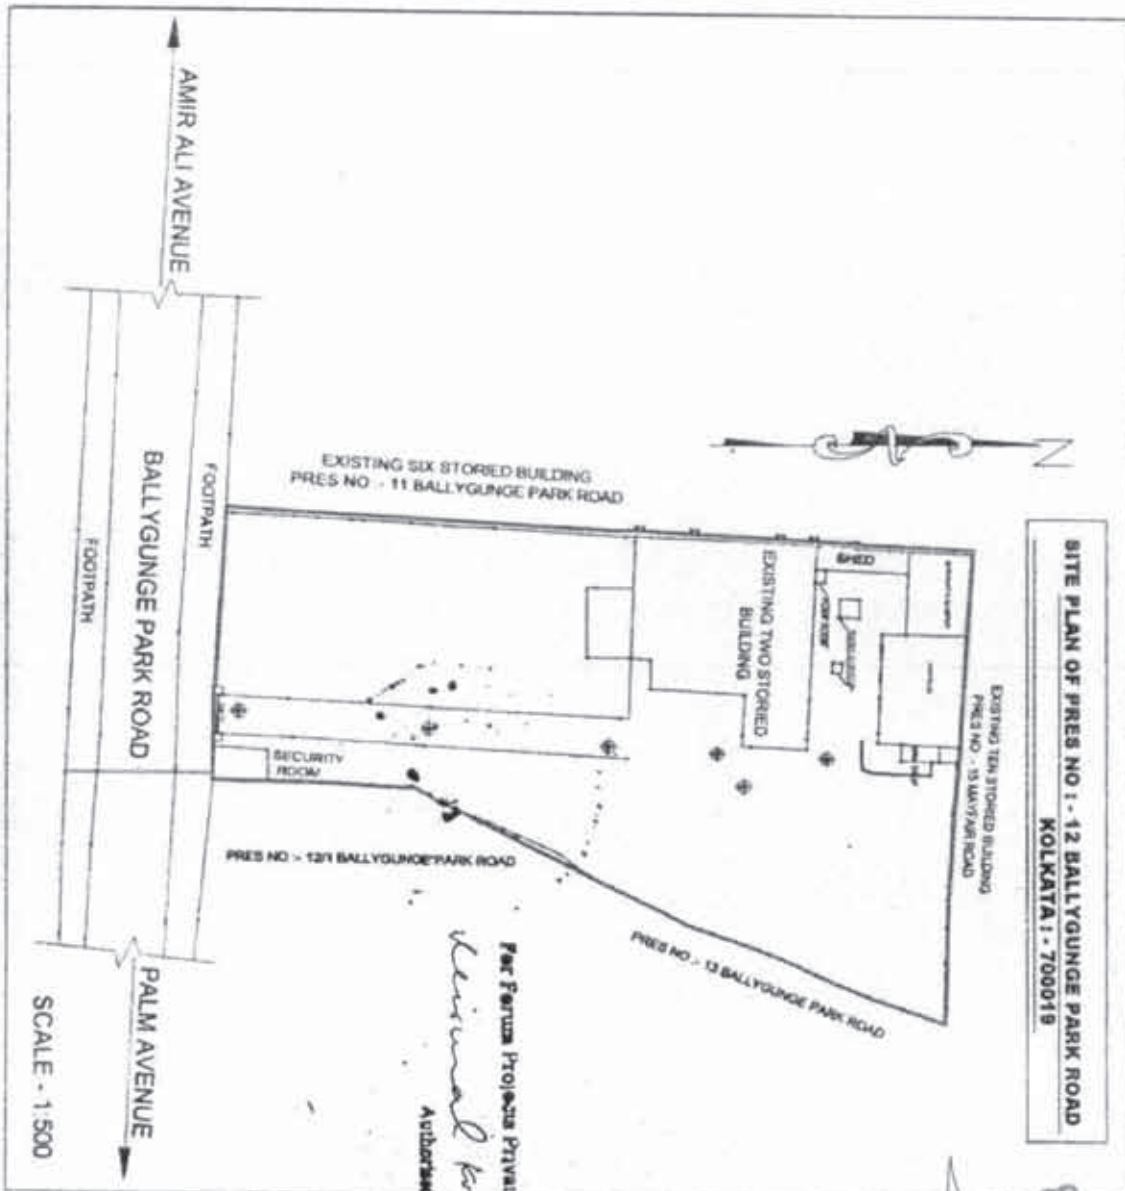 SITE PLAN OF PRES NO : - 12 BALLYGUNGE PARK ROAD
KOLKATA : - 700019
N
EXISTING TEN STORIED BUILDING
PRES NO :- 15 MAYFAIR ROAD
SHED
EXISTING TWO STORIED
BUILDING
EXISTING SIX STORIED BUILDING
PRES NO :- 11 BALLYGUNGE PARK ROAD
PRES NO :- 13 BALLYGUNGE PARK ROAD
PRES NO :- 12/1 BALLYGUNGE PARK ROAD
SECURITY
ROOM
FOOTPATH
BALLYGUNGE PARK ROAD
FOOTPATH
AMIR ALI AVENUE
PALM AVENUE
SCALE - 1:500
For Forum Projects